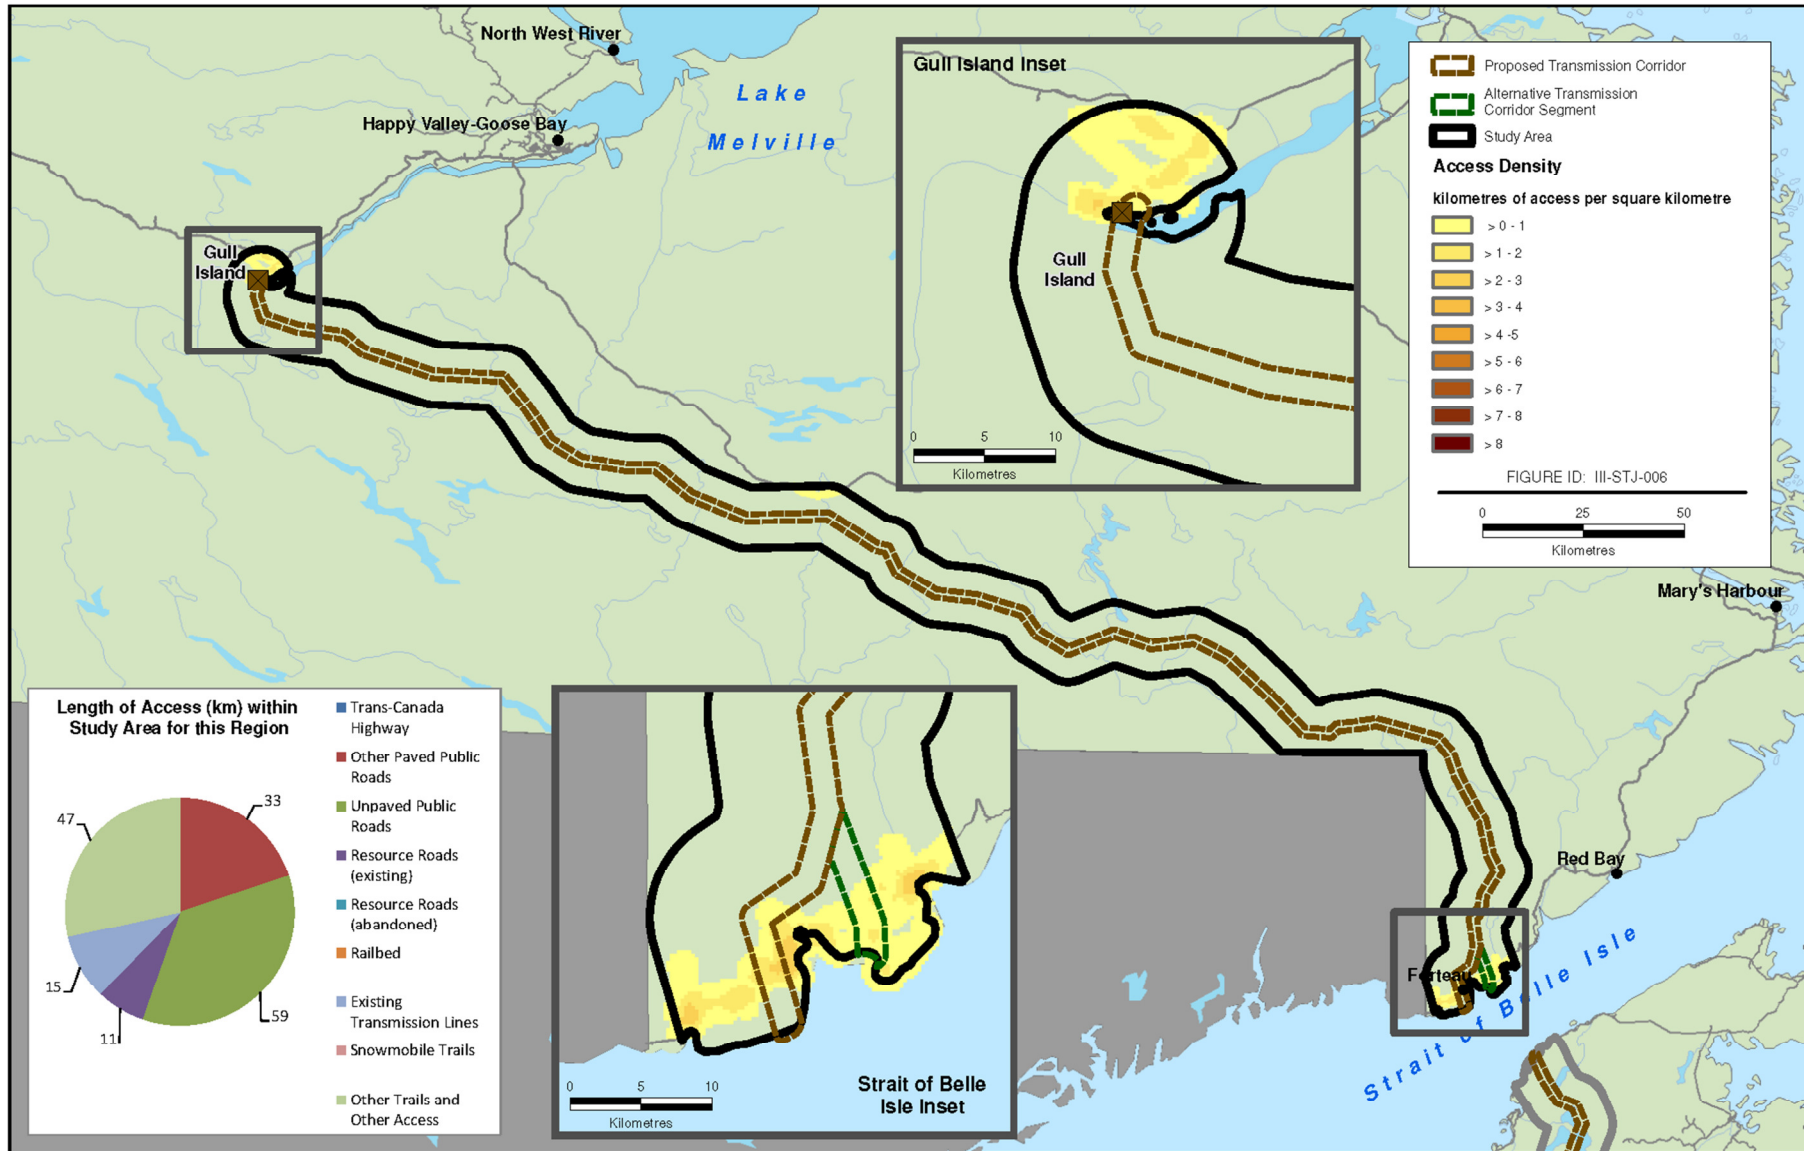 North West River
Happy Valley-Goose Bay
Lake
Melville
Gull
Island
Gull Island Inset
Gull
Island
0 5 10
Kilometres
Proposed Transmission Corridor
Alternative Transmission
Corridor Segment
Study Area
Access Density
kilometres of access per square kilometre
> 0 - 1
> 1 - 2
> 2 - 3
> 3 - 4
> 4 -5
> 5 - 6
> 6 - 7
> 7 - 8
> 8
FIGURE ID: III-STJ-006
0 25 50
Kilometres
Mary's Harbour
Red Bay
Forteau
Strait of Belle Isle
Length of Access (km) within
Study Area for this Region
33
47
15
11
59
Trans-Canada
Highway
Other Paved Public
Roads
Unpaved Public
Roads
Resource Roads
(existing)
Resource Roads
(abandoned)
Railbed
Existing
Transmission Lines
Snowmobile Trails
Other Trails and
Other Access
0 5 10
Kilometres
Strait of Belle
Isle Inset